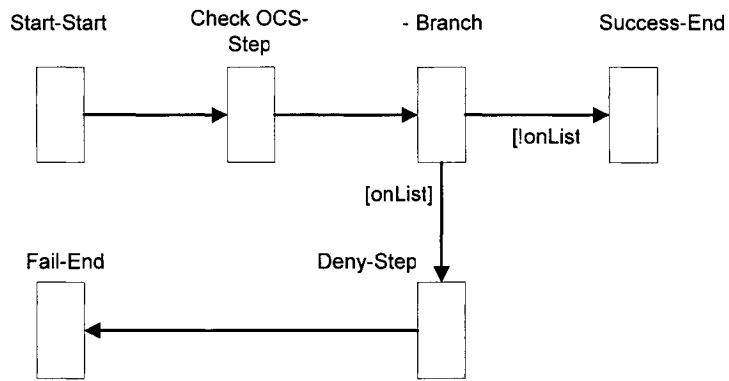 Start-Start
Check OCS-
Step
- Branch
Success-End
[!onList
[onList]
Fail-End
Deny-Step